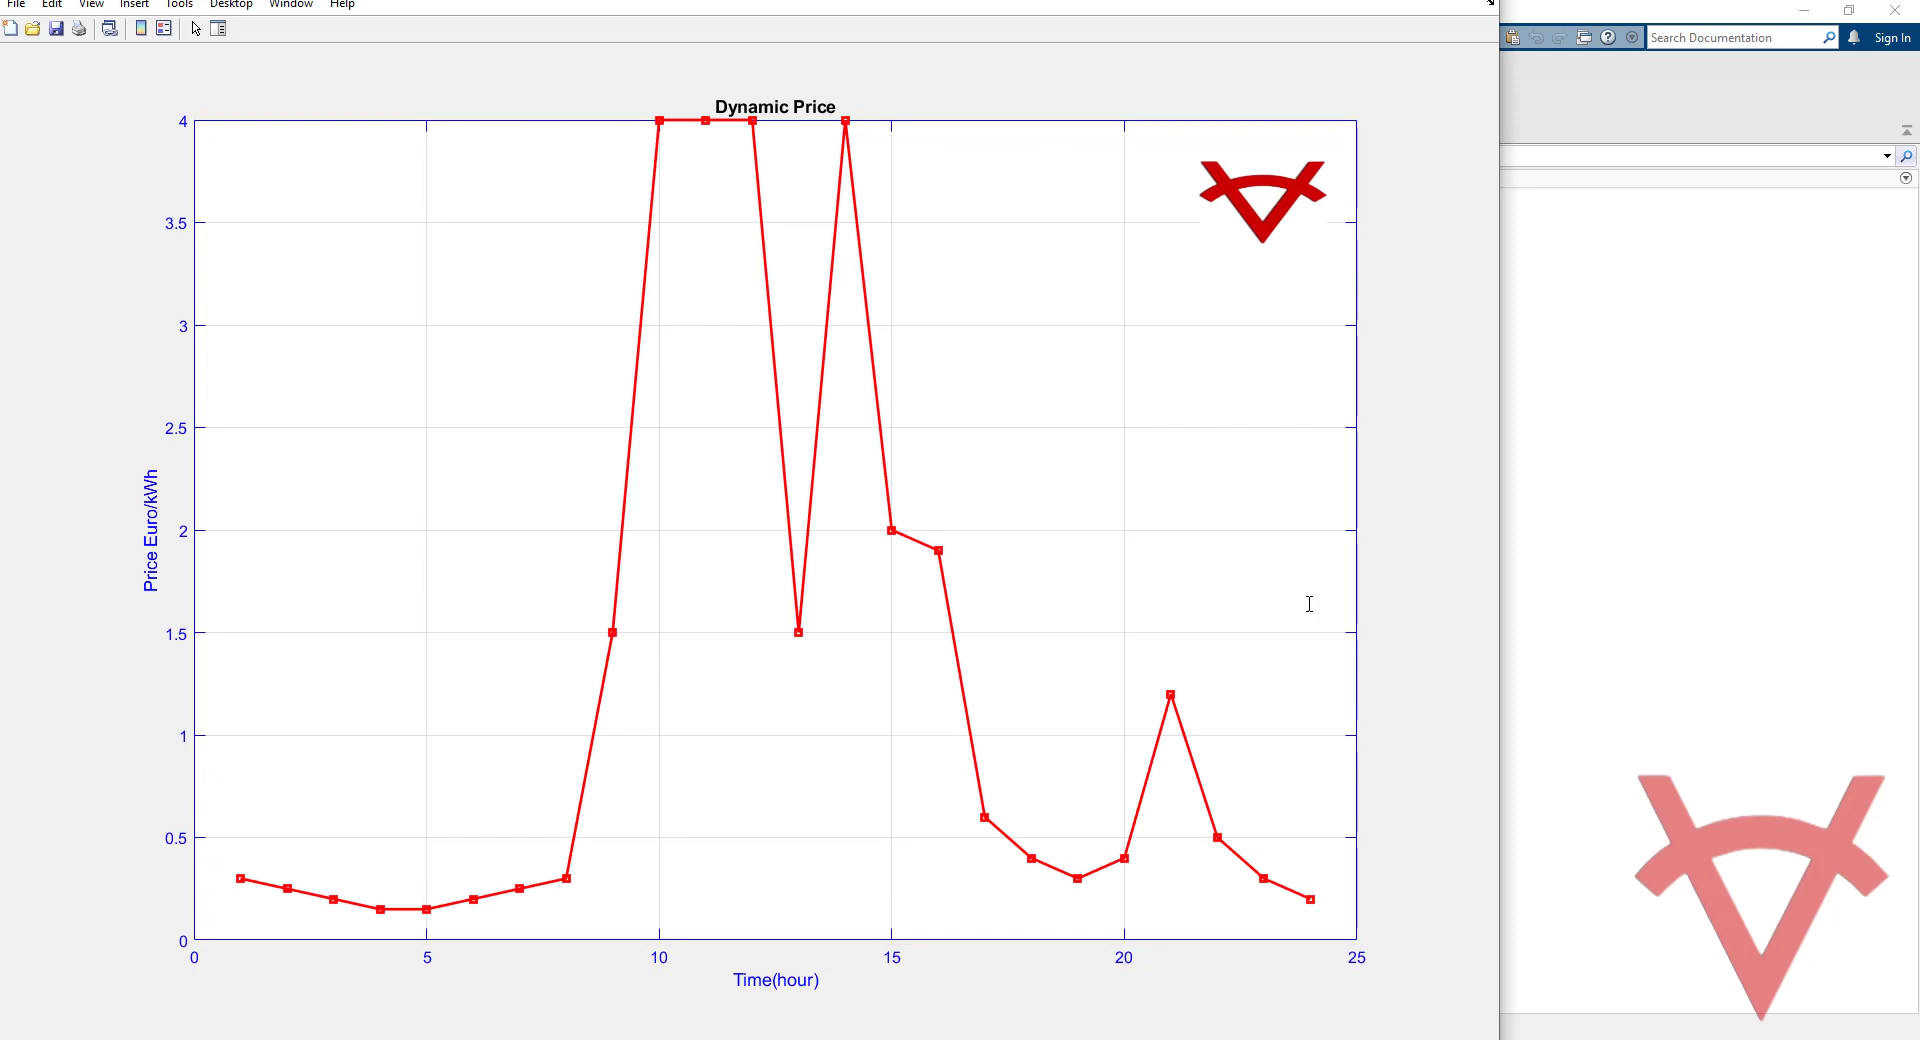 File Edit View Insert Tools Desktop Window Help
Search Documentation
Sign In
Dynamic Price
4
3.5
3
2.5
2
1.5
1
0.5
0
Price Euro/kWh
0 5 10 15 20 25
Time(hour)